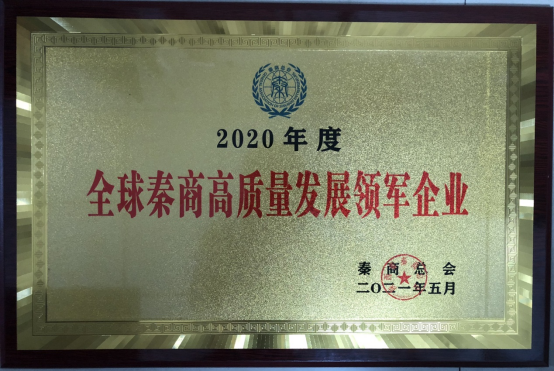 2020年度
全球秦商高质量发展领军企业
秦商总会
二〇二一年五月